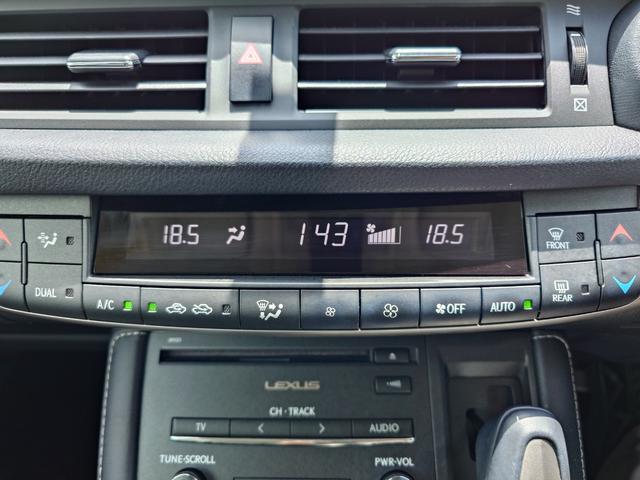 18.5 143 18.5
FRONT
DUAL
REAR
A/C OFF AUTO
LEXUS
CH · TRACK
TV < > AUDIO
TUNE·SCROLL PWR·VOL